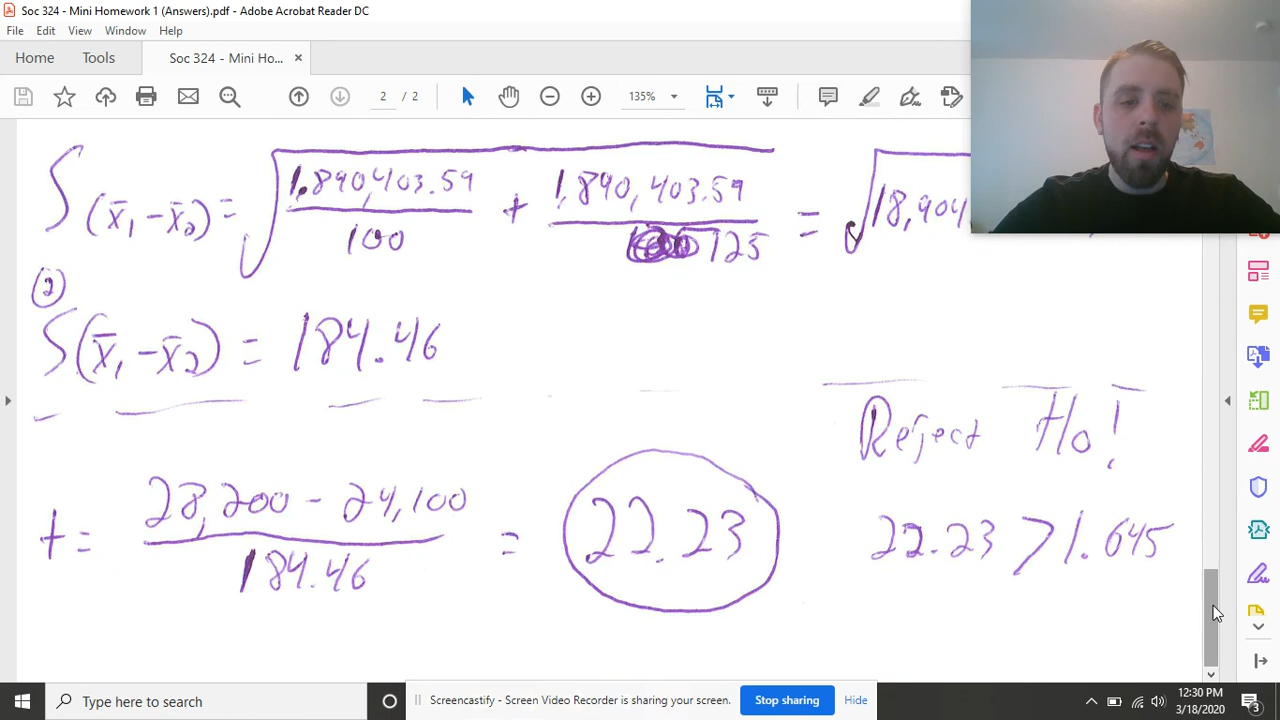 Soc 324 - Mini Homework 1 (Answers).pdf - Adobe Acrobat Reader DC
File Edit View Window Help
Home Tools Soc 324 - Mini Ho... ×
2 / 2 135%
S(x̄₁ - x̄₂) = √ 1,890,403.59 / 100 + 1,890,403.59 / 125 = √18,904
②
S(x̄₁ - x̄₂) = 184.46
Reject Ho!
t = 28,200 - 24,100 / 184.46 = 22.23
22.23 > 1.645
Type here to search
Screencastify - Screen Video Recorder is sharing your screen. Stop sharing Hide
12:30 PM
3/18/2020
3